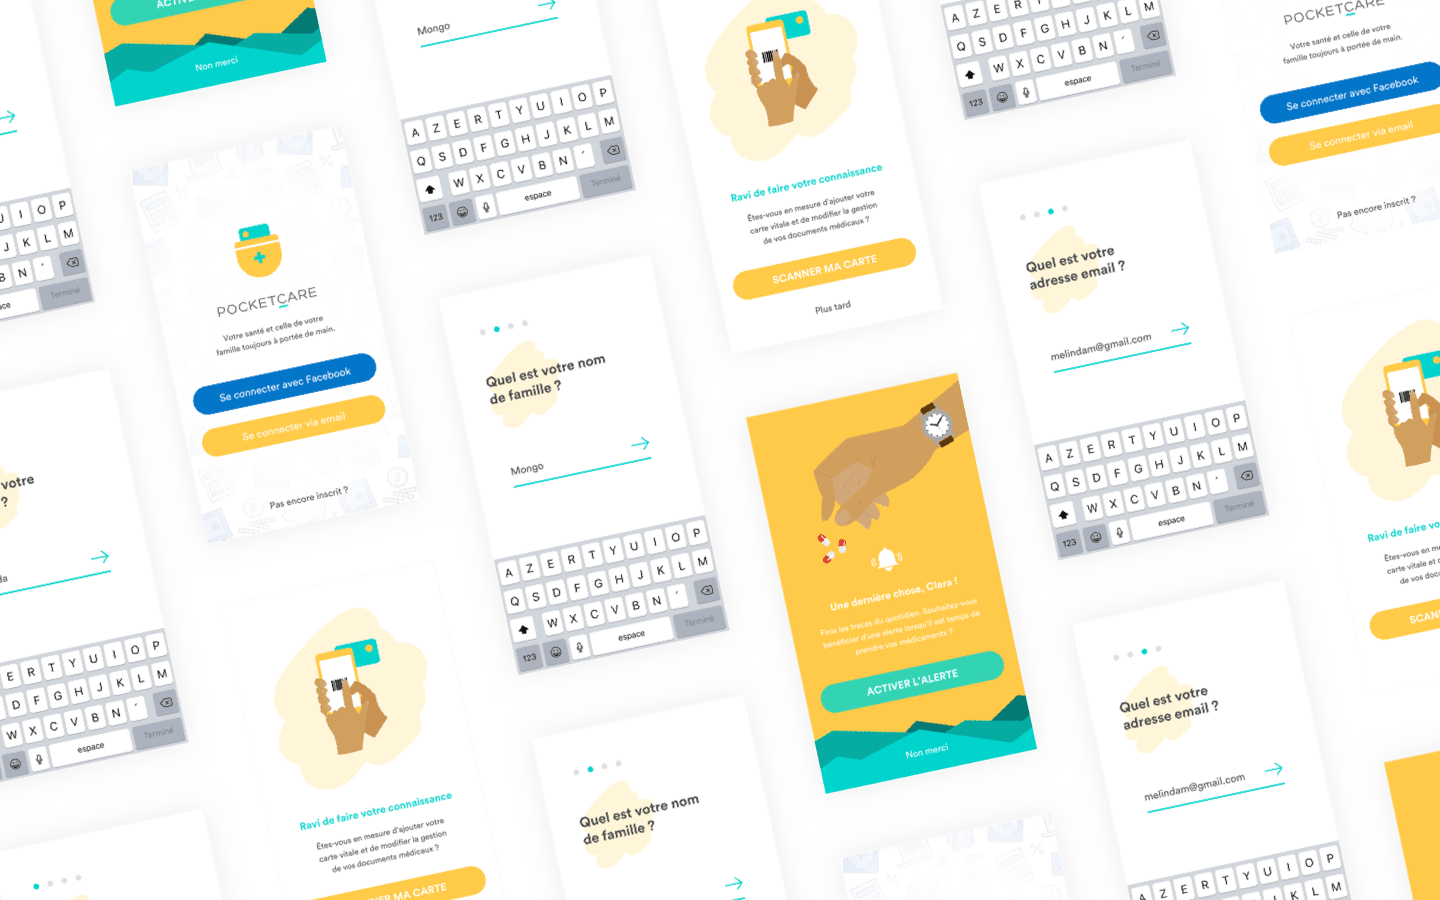 ACTIVER
Non merci
U I O P
J K L M
B N ´
Terminé
Mongo
A Z E R T Y U I O P
Q S D F G H J K L M
W X C V B N ´
123
espace
Terminé
Ravi de faire votre connaissance
Êtes-vous en mesure d'ajouter votre
carte vitale et de modifier la gestion
de vos documents médicaux ?
SCANNER MA CARTE
Plus tard
A Z E R T Y U I O P
Q S D F G H J K L M
W X C V B N ´
123
espace
Terminé
POCKETCARE
Votre santé et celle de votre
famille toujours à portée de main.
Se connecter avec Facebook
Se connecter via email
Pas encore inscrit ?
POCKETCARE
Votre santé et celle de votre
famille toujours à portée de main.
Se connecter avec Facebook
Se connecter via email
Pas encore inscrit ?
Quel est votre nom
de famille ?
Mongo
A Z E R T Y U I O P
Q S D F G H J K L M
W X C V B N ´
123
espace
Terminé
Quel est votre
adresse email ?
melindam@gmail.com
A Z E R T Y U I O P
Q S D F G H J K L M
W X C V B N ´
123
espace
Terminé
Une dernière chose, Clara !
Finis les tracas du quotidien. Souhaitez-vous
bénéficier d'une alerte lorsqu'il est temps de
prendre vos médicaments ?
ACTIVER L'ALERTE
Non merci
votre
?
da
E R T Y U I O P
D F G H J K L M
W X C V B N ´
espace
Terminé
Ravi de faire votre connaissance
Êtes-vous en mesure d'ajouter votre
carte vitale et de modifier la gestion
de vos documents médicaux ?
NNER MA CARTE
Quel est votre nom
de famille ?
Quel est votre
adresse email ?
melindam@gmail.com
A Z E R T Y U I O P
J K L M
Ravi de faire vo
Êtes-vous en mes
carte vitale et de
de vos docu
SCAN